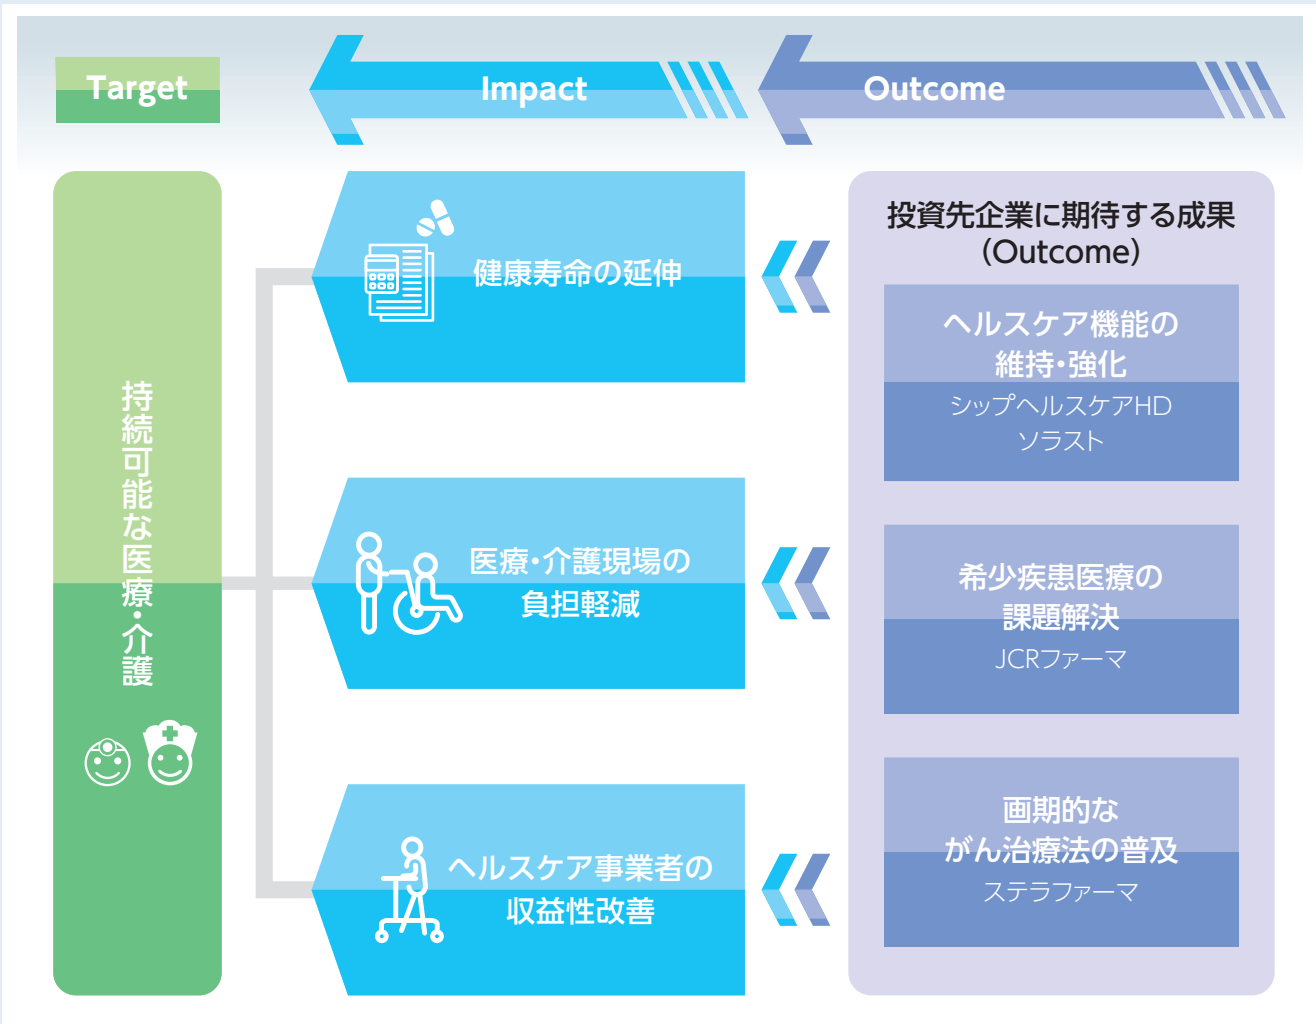 Target
Impact
Outcome
持続可能な医療・介護
健康寿命の延伸
医療・介護現場の
負担軽減
ヘルスケア事業者の
収益性改善
投資先企業に期待する成果
(Outcome)
ヘルスケア機能の
維持・強化
シップヘルスケアHD
ソラスト
希少疾患医療の
課題解決
JCRファーマ
画期的な
がん治療法の普及
ステラファーマ